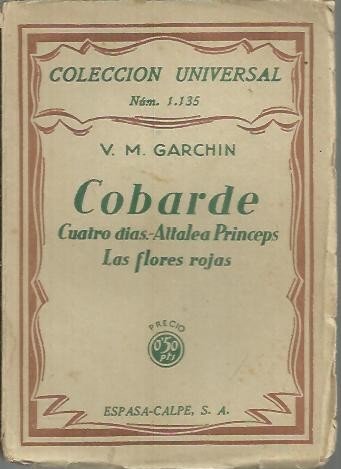 COLECCION UNIVERSAL
Núm. 1.135
V. M. GARCHIN
Cobarde
Cuatro días.-Attalea Princeps
Las flores rojas
PRECIO
0'50
pts
ESPASA-CALPE, S. A.